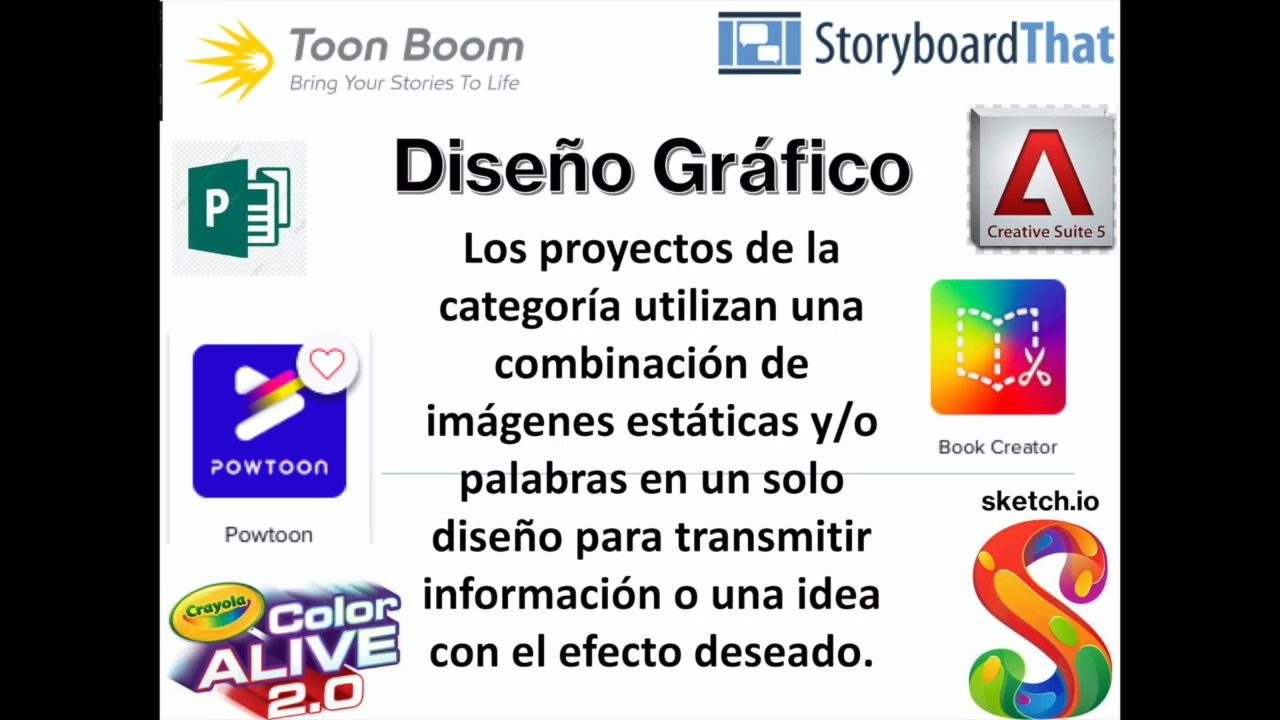 Toon Boom
Bring Your Stories To Life
StoryboardThat
Diseño Gráfico
P
Creative Suite 5
Los proyectos de la
categoría utilizan una
combinación de
imágenes estáticas y/o
palabras en un solo
diseño para transmitir
información o una idea
con el efecto deseado.
POWTOON
Powtoon
Book Creator
sketch.io
Crayola
Color
ALIVE
2.0